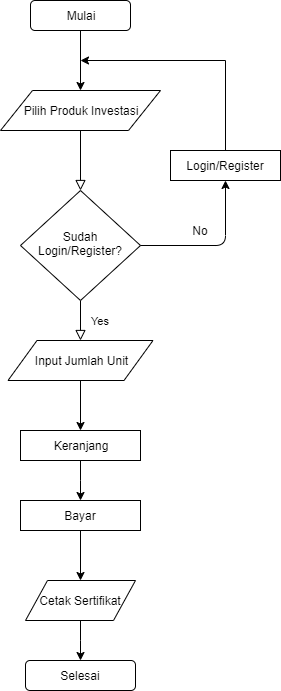 Mulai
Pilih Produk Investasi
Login/Register
Sudah
Login/Register?
No
Yes
Input Jumlah Unit
Keranjang
Bayar
Cetak Sertifikat
Selesai